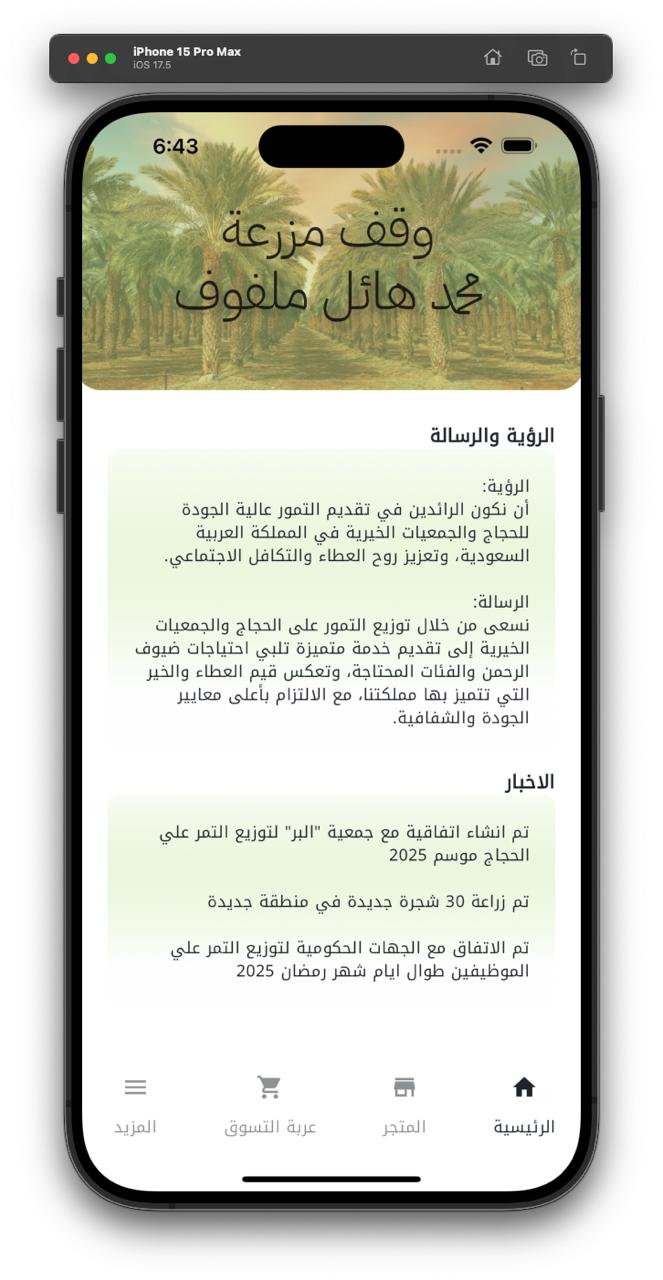 iPhone 15 Pro Max
iOS 17.5
6:43
وقف مزرعة
محمد هائل ملفوف
الرؤية والرسالة
الرؤية:
أن نكون الرائدين في تقديم التمور عالية الجودة
للحجاج والجمعيات الخيرية في المملكة العربية
السعودية، وتعزيز روح العطاء والتكافل الاجتماعي.
الرسالة:
نسعى من خلال توزيع التمور على الحجاج والجمعيات
الخيرية إلى تقديم خدمة متميزة تلبي احتياجات ضيوف
الرحمن والفئات المحتاجة، وتعكس قيم العطاء والخير
التي تتميز بها مملكتنا، مع الالتزام بأعلى معايير
الجودة والشفافية.
الاخبار
تم انشاء اتفاقية مع جمعية "البر" لتوزيع التمر علي
الحجاج موسم 2025
تم زراعة 30 شجرة جديدة في منطقة جديدة
تم الاتفاق مع الجهات الحكومية لتوزيع التمر علي
الموظيفين طوال ايام شهر رمضان 2025
الرئيسية
المتجر
عربة التسوق
المزيد